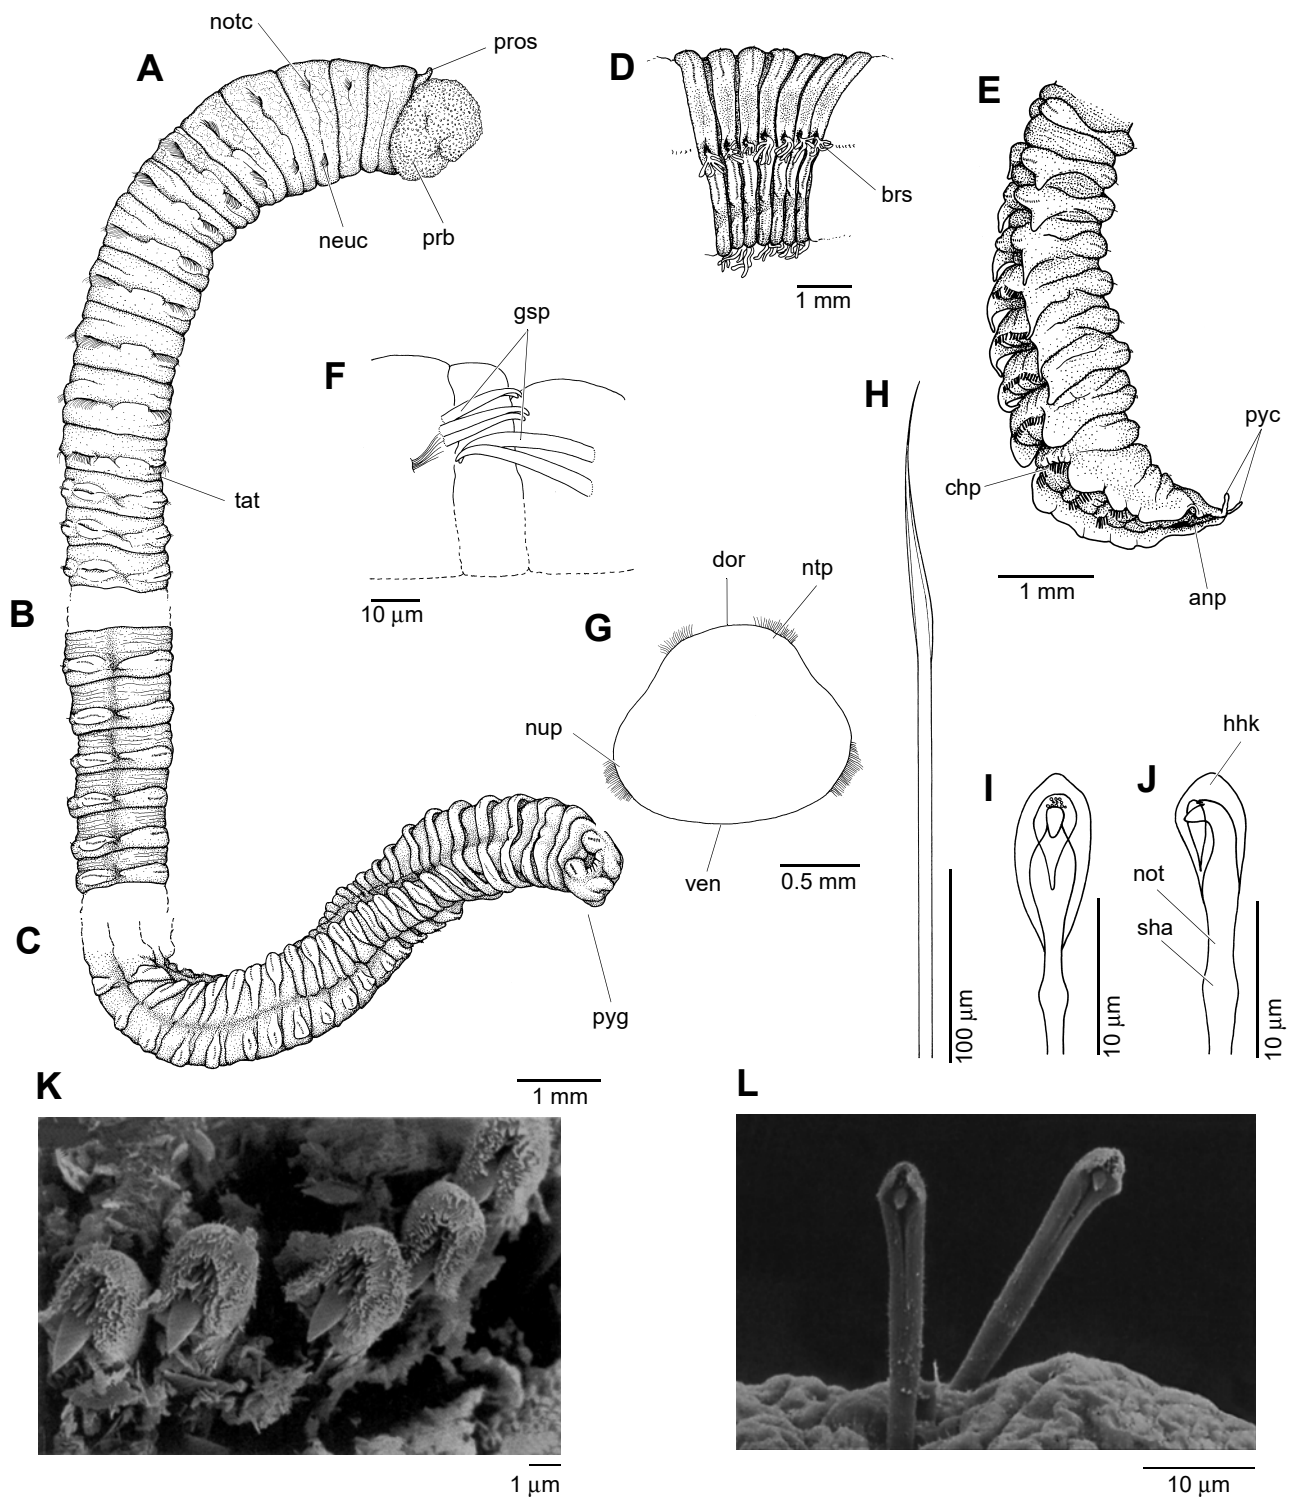 A
notc
pros
neuc
prb
tat
D
brs
1 mm
E
pyc
chp
anp
1 mm
F
gsp
10 µm
B
G
dor
ntp
nup
ven
0.5 mm
H
100 µm
I
10 µm
J
hhk
not
sha
10 µm
C
pyg
1 mm
K
1 µm
L
10 µm